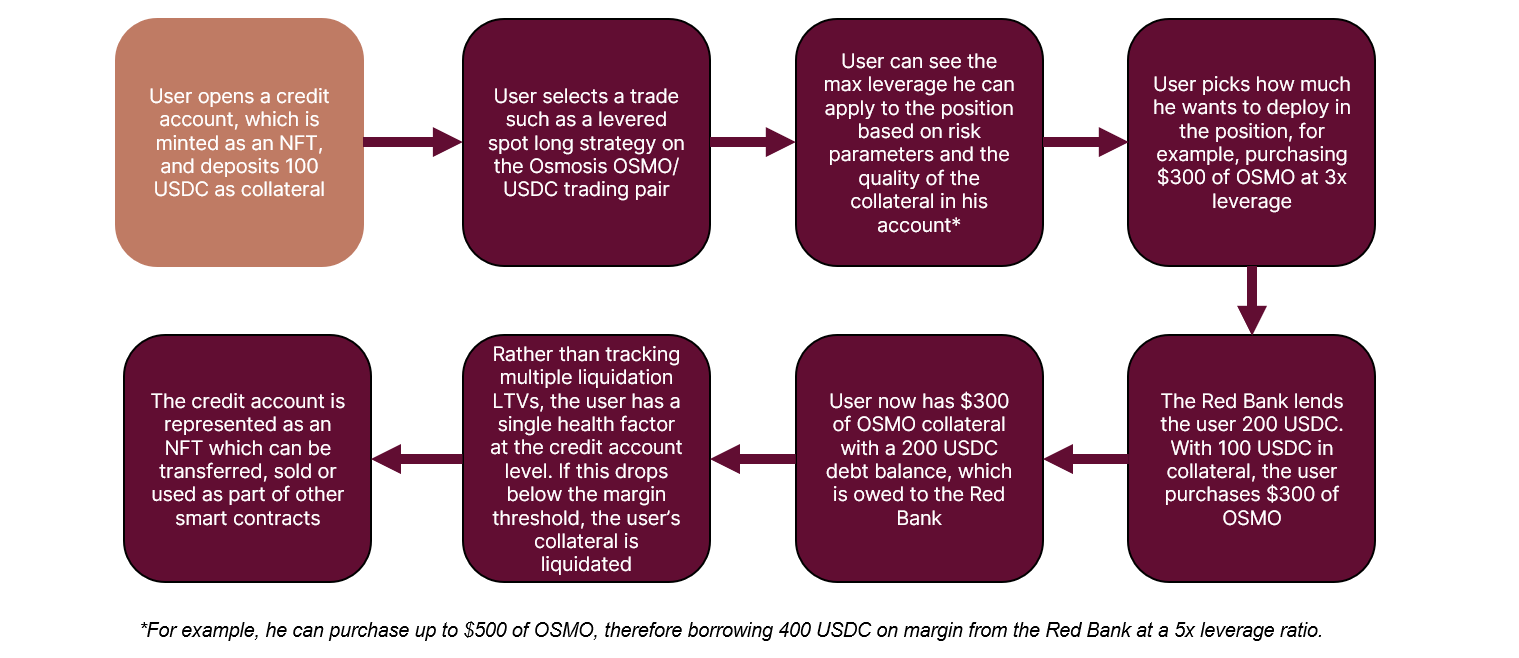 User opens a credit
account, which is
minted as an NFT,
and deposits 100
USDC as collateral
User selects a trade
such as a levered
spot long strategy on
the Osmosis OSMO/
USDC trading pair
User can see the
max leverage he can
apply to the position
based on risk
parameters and the
quality of the
collateral in his
account*
User picks how much
he wants to deploy in
the position, for
example, purchasing
$300 of OSMO at 3x
leverage
The Red Bank lends
the user 200 USDC.
With 100 USDC in
collateral, the user
purchases $300 of
OSMO
User now has $300
of OSMO collateral
with a 200 USDC
debt balance, which
is owed to the Red
Bank
Rather than tracking
multiple liquidation
LTVs, the user has a
single health factor
at the credit account
level. If this drops
below the margin
threshold, the user’s
collateral is
liquidated
The credit account is
represented as an
NFT which can be
transferred, sold or
used as part of other
smart contracts
*For example, he can purchase up to $500 of OSMO, therefore borrowing 400 USDC on margin from the Red Bank at a 5x leverage ratio.